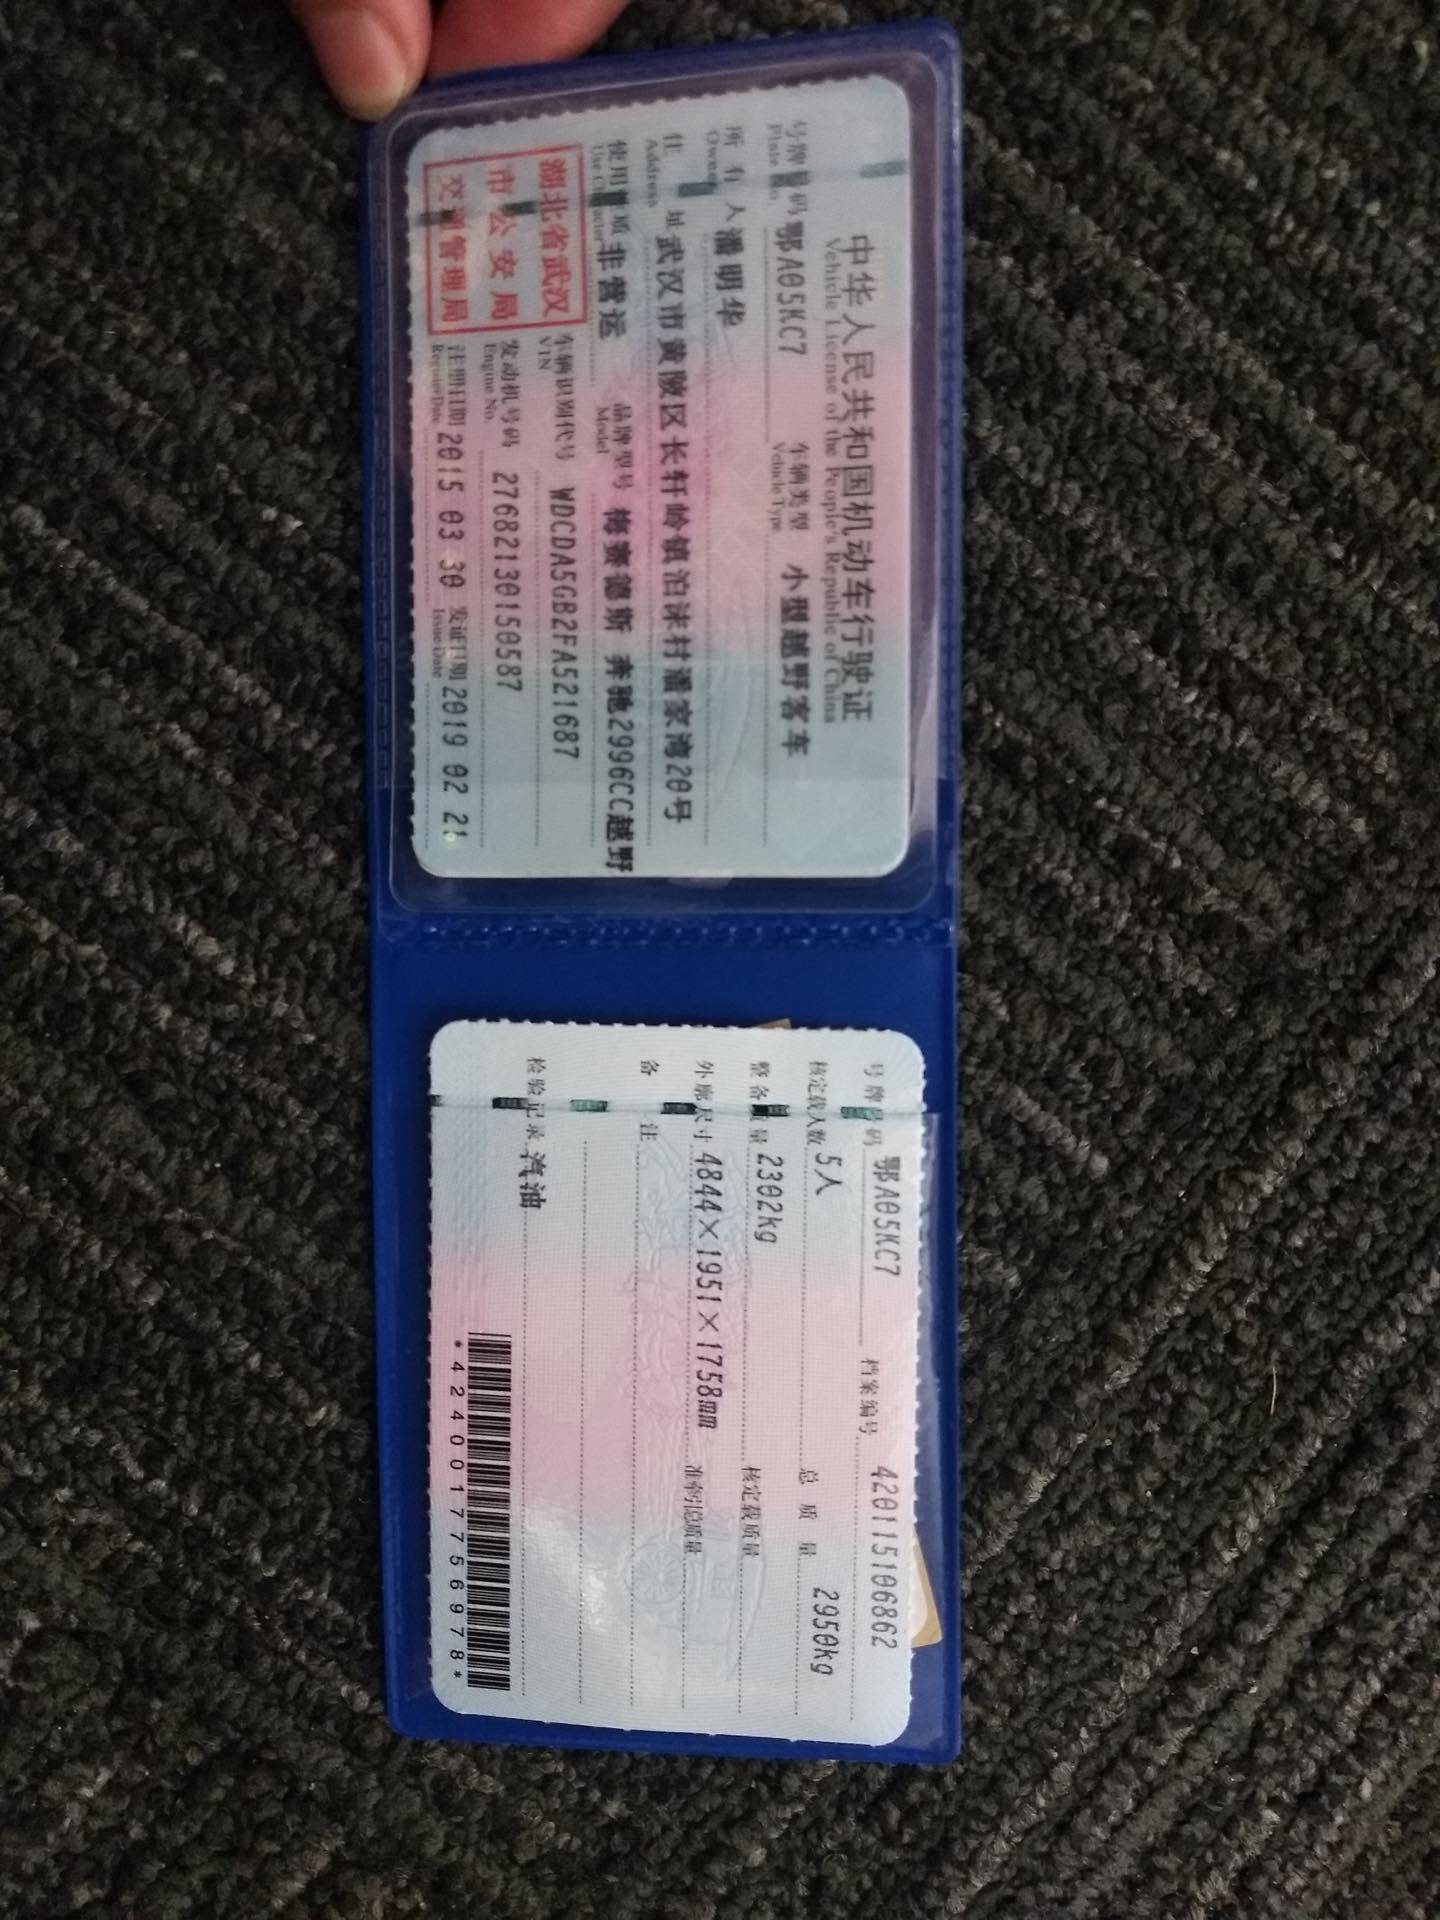 中华人民共和国机动车行驶证
Vehicle License of the People's Republic of China
号牌号码 鄂A05KC7 车辆类型 小型越野客车
Plate No. Vehicle Type
所有人 潘明华
Owner
住址 武汉市黄陂区长轩岭镇泊沫村潘家湾20号
Address
使用性质 非营运 品牌型号 梅赛德斯 奔驰2996CC越野
Use Character Model
湖北省武汉
市公安局
交通管理局
车辆识别代号 WDCDA5GB2FA521687
VIN
发动机号码 27682130150587
Engine No.
注册日期 2015 03 30 发证日期 2019 02 21
Register Date Issue Date
号牌号码 鄂A05KC7 档案编号 420115106862
核定载人数 5人 总质量 2950kg
整备质量 2302kg 核定载质量
外廓尺寸 4844×1951×1758mm 准牵引总质量
备注
检验记录 汽油
*4240017756978*